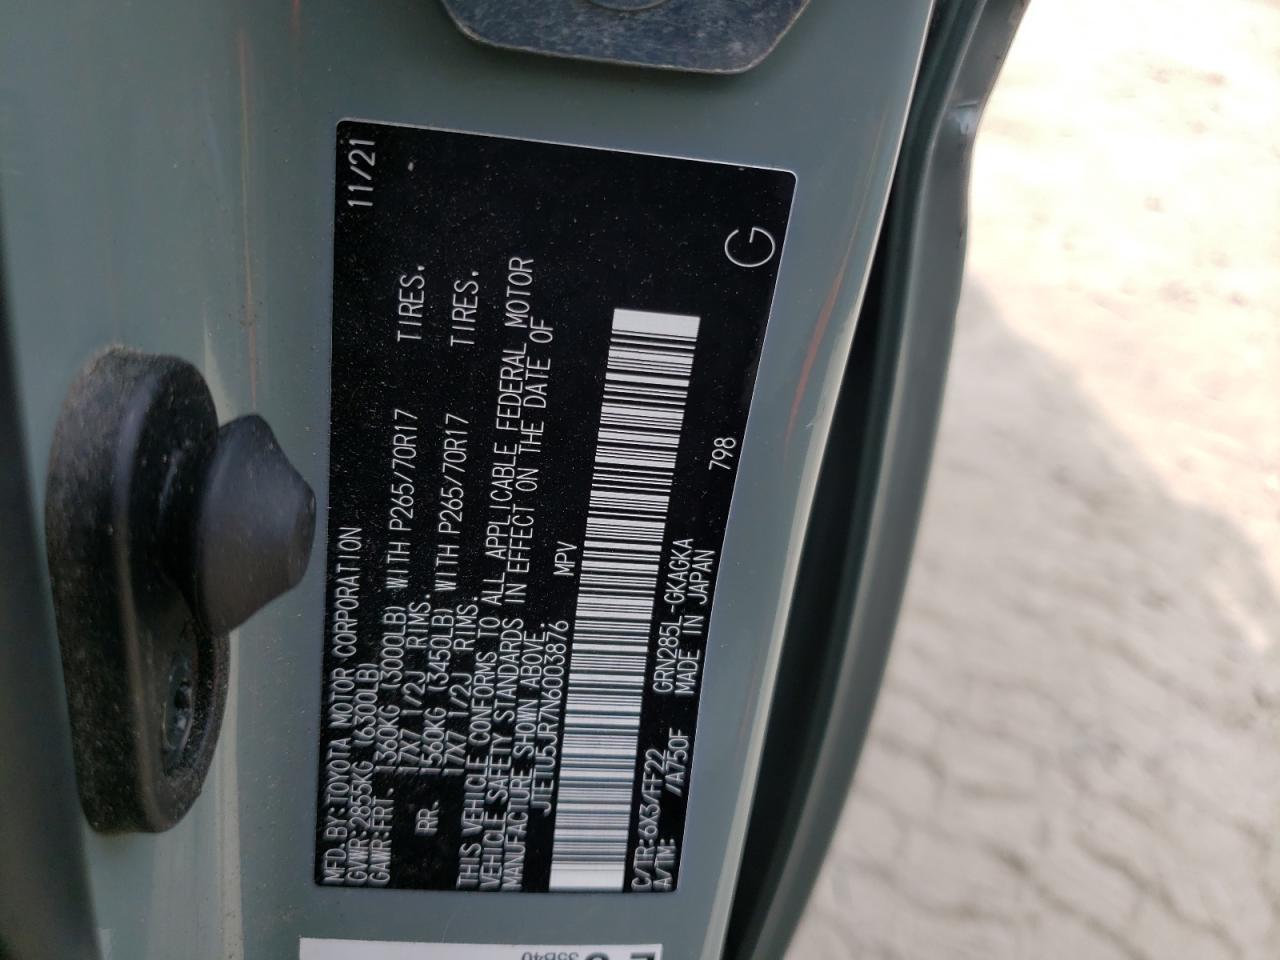 MFD. BY: TOYOTA MOTOR CORPORATION 11/21
GVWR: 2855KG (6300LB)
GAWR: FRT. 1360KG (3000LB) WITH P265/70R17 TIRES.
17X7 1/2J RIMS.
RR. 1560KG (3450LB) WITH P265/70R17 TIRES.
17X7 1/2J RIMS.
THIS VEHICLE CONFORMS TO ALL APPLICABLE FEDERAL MOTOR
VEHICLE SAFETY STANDARDS IN EFFECT ON THE DATE OF
MANUFACTURE SHOWN ABOVE.
JTETU5JR7N6003876 MPV
C/TR: 6X3/FF22 GRN285L-GKAGKA 798 G
A/TM: /A750F MADE IN JAPAN
35B40